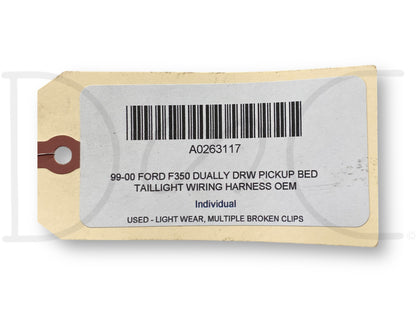 A0263117
99-00 FORD F350 DUALLY DRW PICKUP BED
TAILLIGHT WIRING HARNESS OEM
Individual
USED - LIGHT WEAR, MULTIPLE BROKEN CLIPS